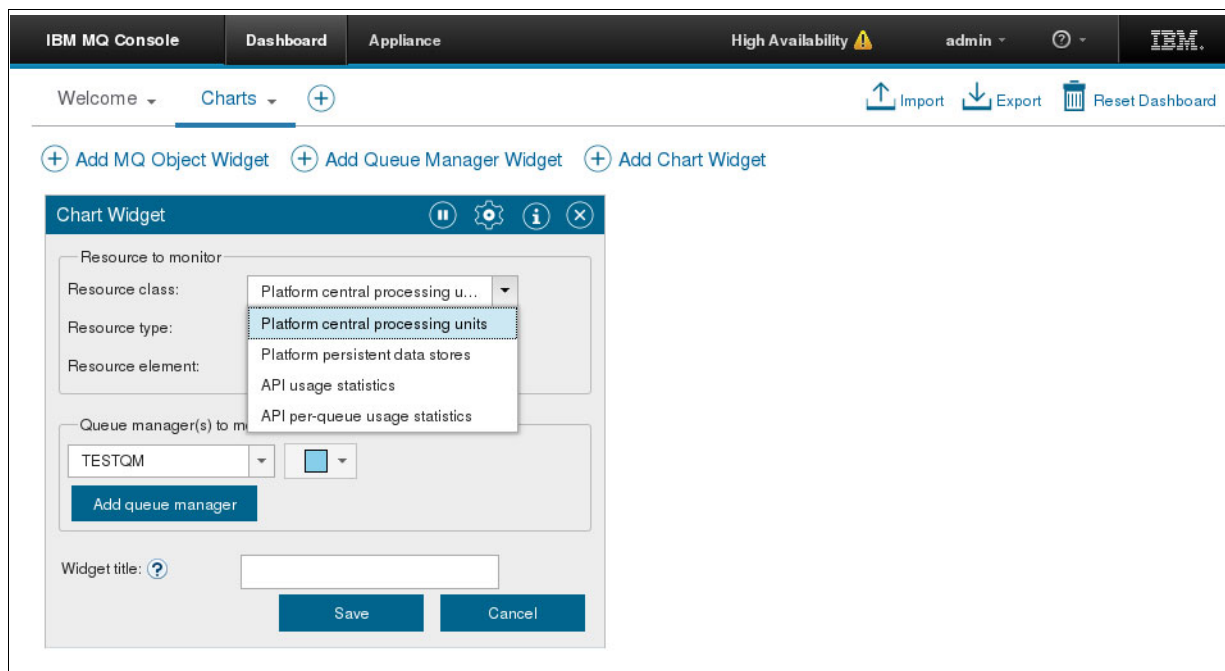 IBM MQ Console Dashboard Appliance High Availability admin IBM.
Welcome Charts Import Export Reset Dashboard
Add MQ Object Widget Add Queue Manager Widget Add Chart Widget
Chart Widget
Resource to monitor
Resource class: Platform central processing u...
Resource type: Platform central processing units
Platform persistent data stores
Resource element:
API usage statistics
API per-queue usage statistics
Queue manager(s) to m
TESTQM
Add queue manager
Widget title: ?
Save Cancel